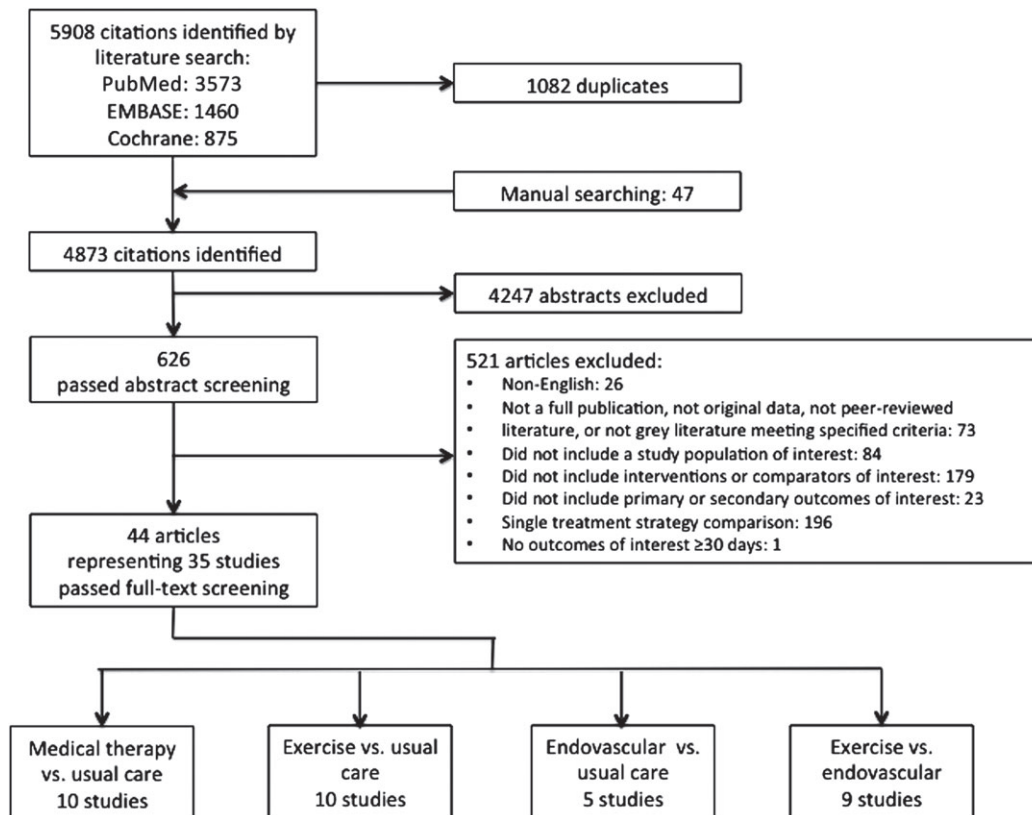 5908 citations identified by
literature search:
PubMed: 3573
EMBASE: 1460
Cochrane: 875
1082 duplicates
Manual searching: 47
4873 citations identified
4247 abstracts excluded
626
passed abstract screening
521 articles excluded:
• Non-English: 26
• Not a full publication, not original data, not peer-reviewed
• literature, or not grey literature meeting specified criteria: 73
• Did not include a study population of interest: 84
• Did not include interventions or comparators of interest: 179
• Did not include primary or secondary outcomes of interest: 23
• Single treatment strategy comparison: 196
• No outcomes of interest ≥30 days: 1
44 articles
representing 35 studies
passed full-text screening
Medical therapy
vs. usual care
10 studies
Exercise vs. usual
care
10 studies
Endovascular vs.
usual care
5 studies
Exercise vs.
endovascular
9 studies